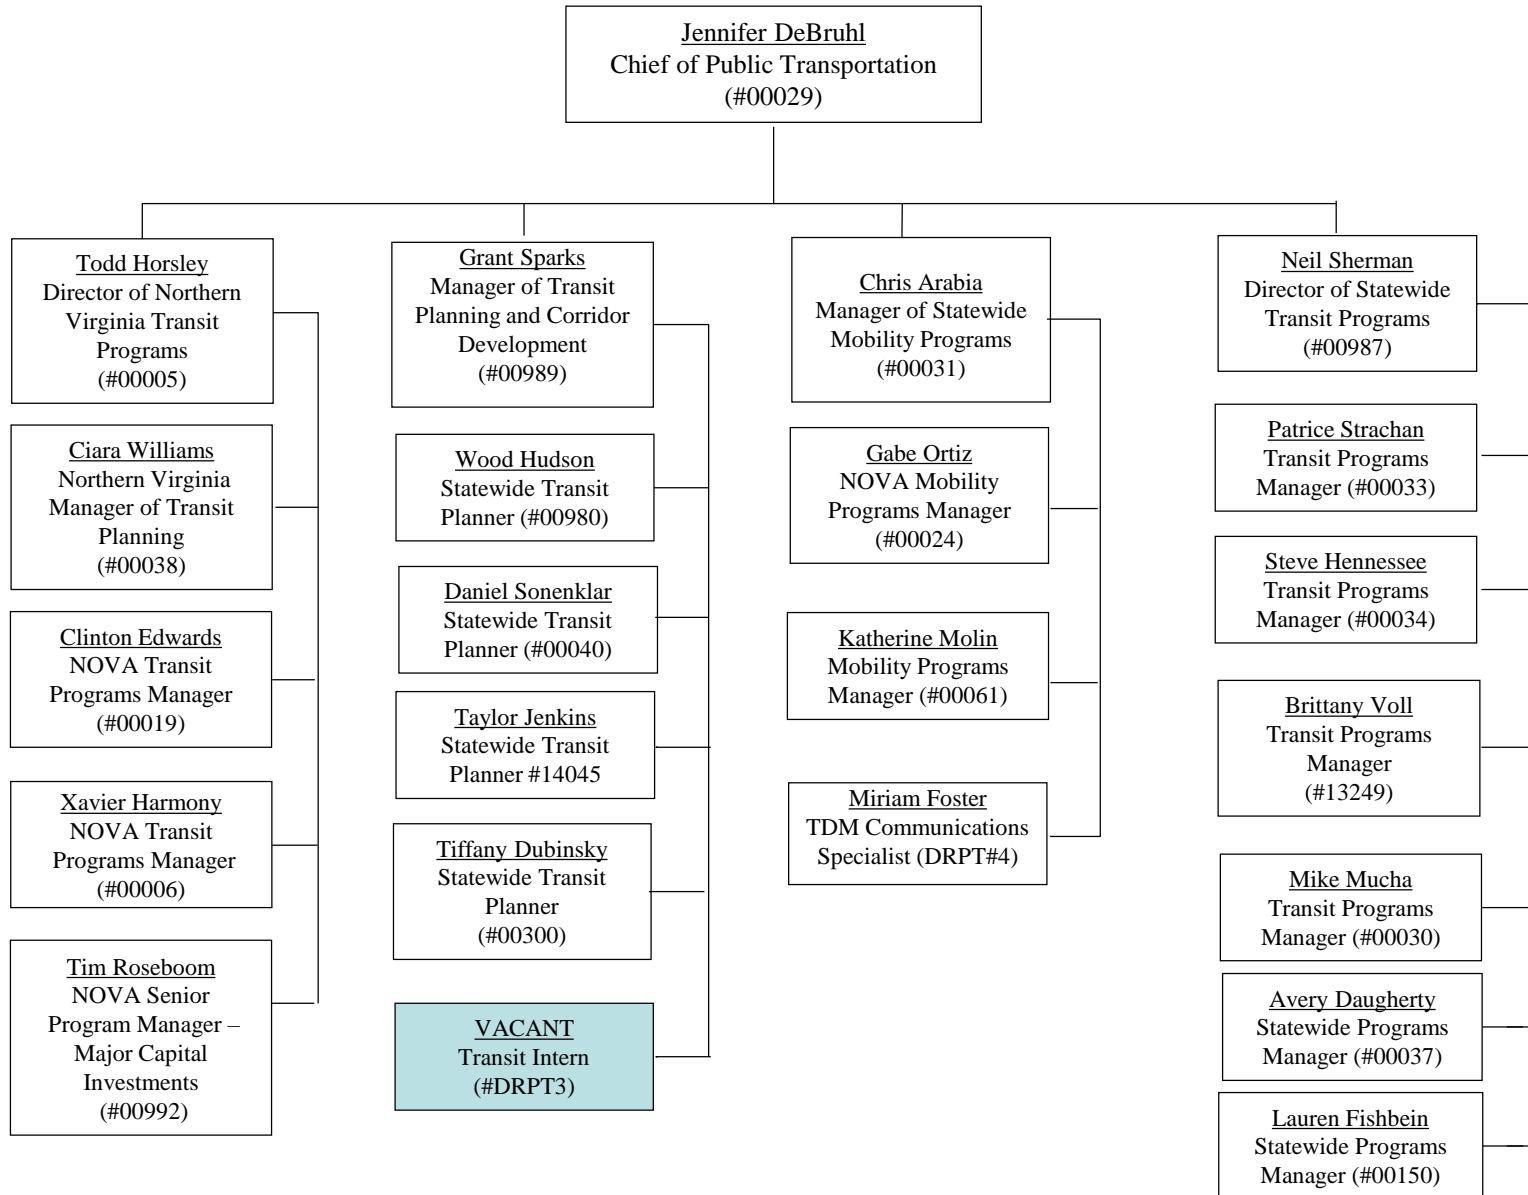 Jennifer DeBruhl
Chief of Public Transportation
(#00029)
Todd Horsley
Director of Northern
Virginia Transit
Programs
(#00005)
Ciara Williams
Northern Virginia
Manager of Transit
Planning
(#00038)
Clinton Edwards
NOVA Transit
Programs Manager
(#00019)
Xavier Harmony
NOVA Transit
Programs Manager
(#00006)
Tim Roseboom
NOVA Senior
Program Manager –
Major Capital
Investments
(#00992)
Grant Sparks
Manager of Transit
Planning and Corridor
Development
(#00989)
Wood Hudson
Statewide Transit
Planner (#00980)
Daniel Sonenklar
Statewide Transit
Planner (#00040)
Taylor Jenkins
Statewide Transit
Planner #14045
Tiffany Dubinsky
Statewide Transit
Planner
(#00300)
VACANT
Transit Intern
(#DRPT3)
Chris Arabia
Manager of Statewide
Mobility Programs
(#00031)
Gabe Ortiz
NOVA Mobility
Programs Manager
(#00024)
Katherine Molin
Mobility Programs
Manager (#00061)
Miriam Foster
TDM Communications
Specialist (DRPT#4)
Neil Sherman
Director of Statewide
Transit Programs
(#00987)
Patrice Strachan
Transit Programs
Manager (#00033)
Steve Hennessee
Transit Programs
Manager (#00034)
Brittany Voll
Transit Programs
Manager
(#13249)
Mike Mucha
Transit Programs
Manager (#00030)
Avery Daugherty
Statewide Programs
Manager (#00037)
Lauren Fishbein
Statewide Programs
Manager (#00150)